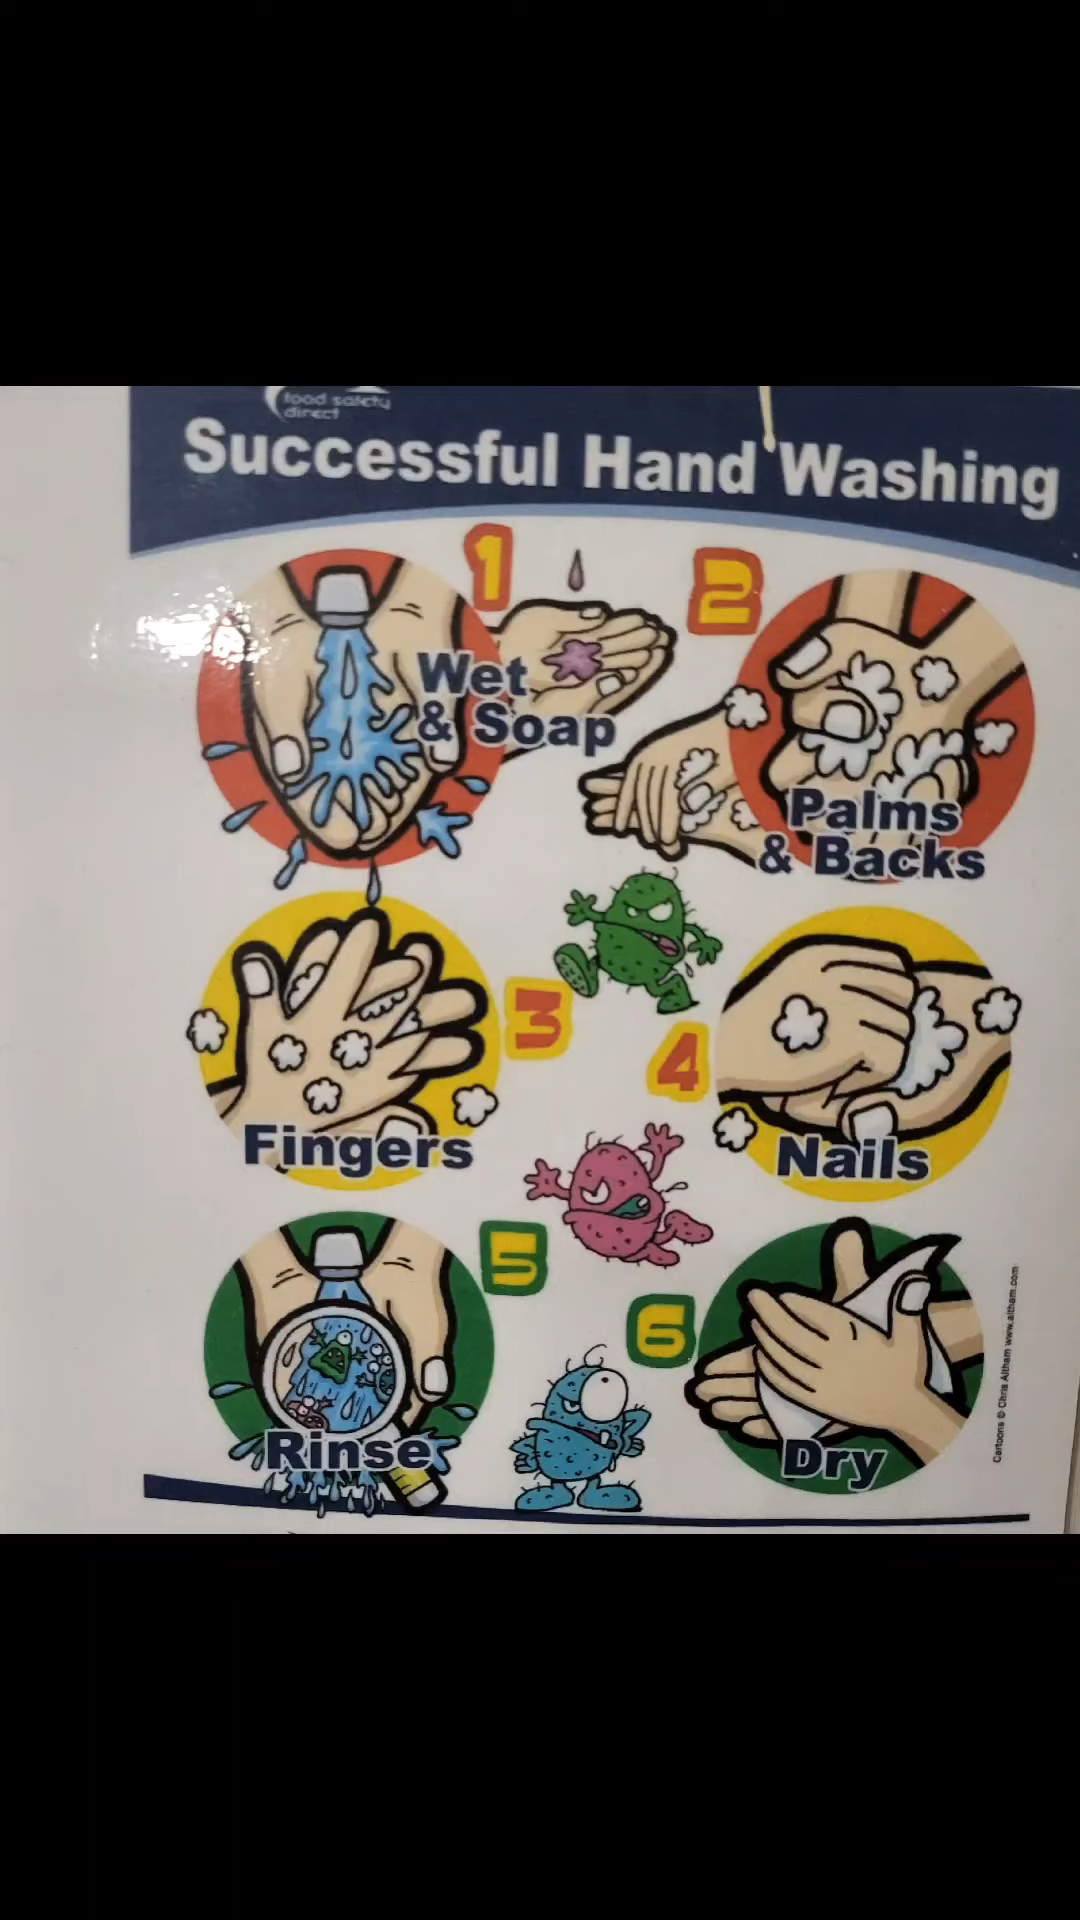 food safety
direct
Successful Hand Washing
1
Wet
& Soap
2
Palms
& Backs
3
Fingers
4
Nails
5
Rinse
6
Dry
Cartoons © Chris Altham www.altham.com